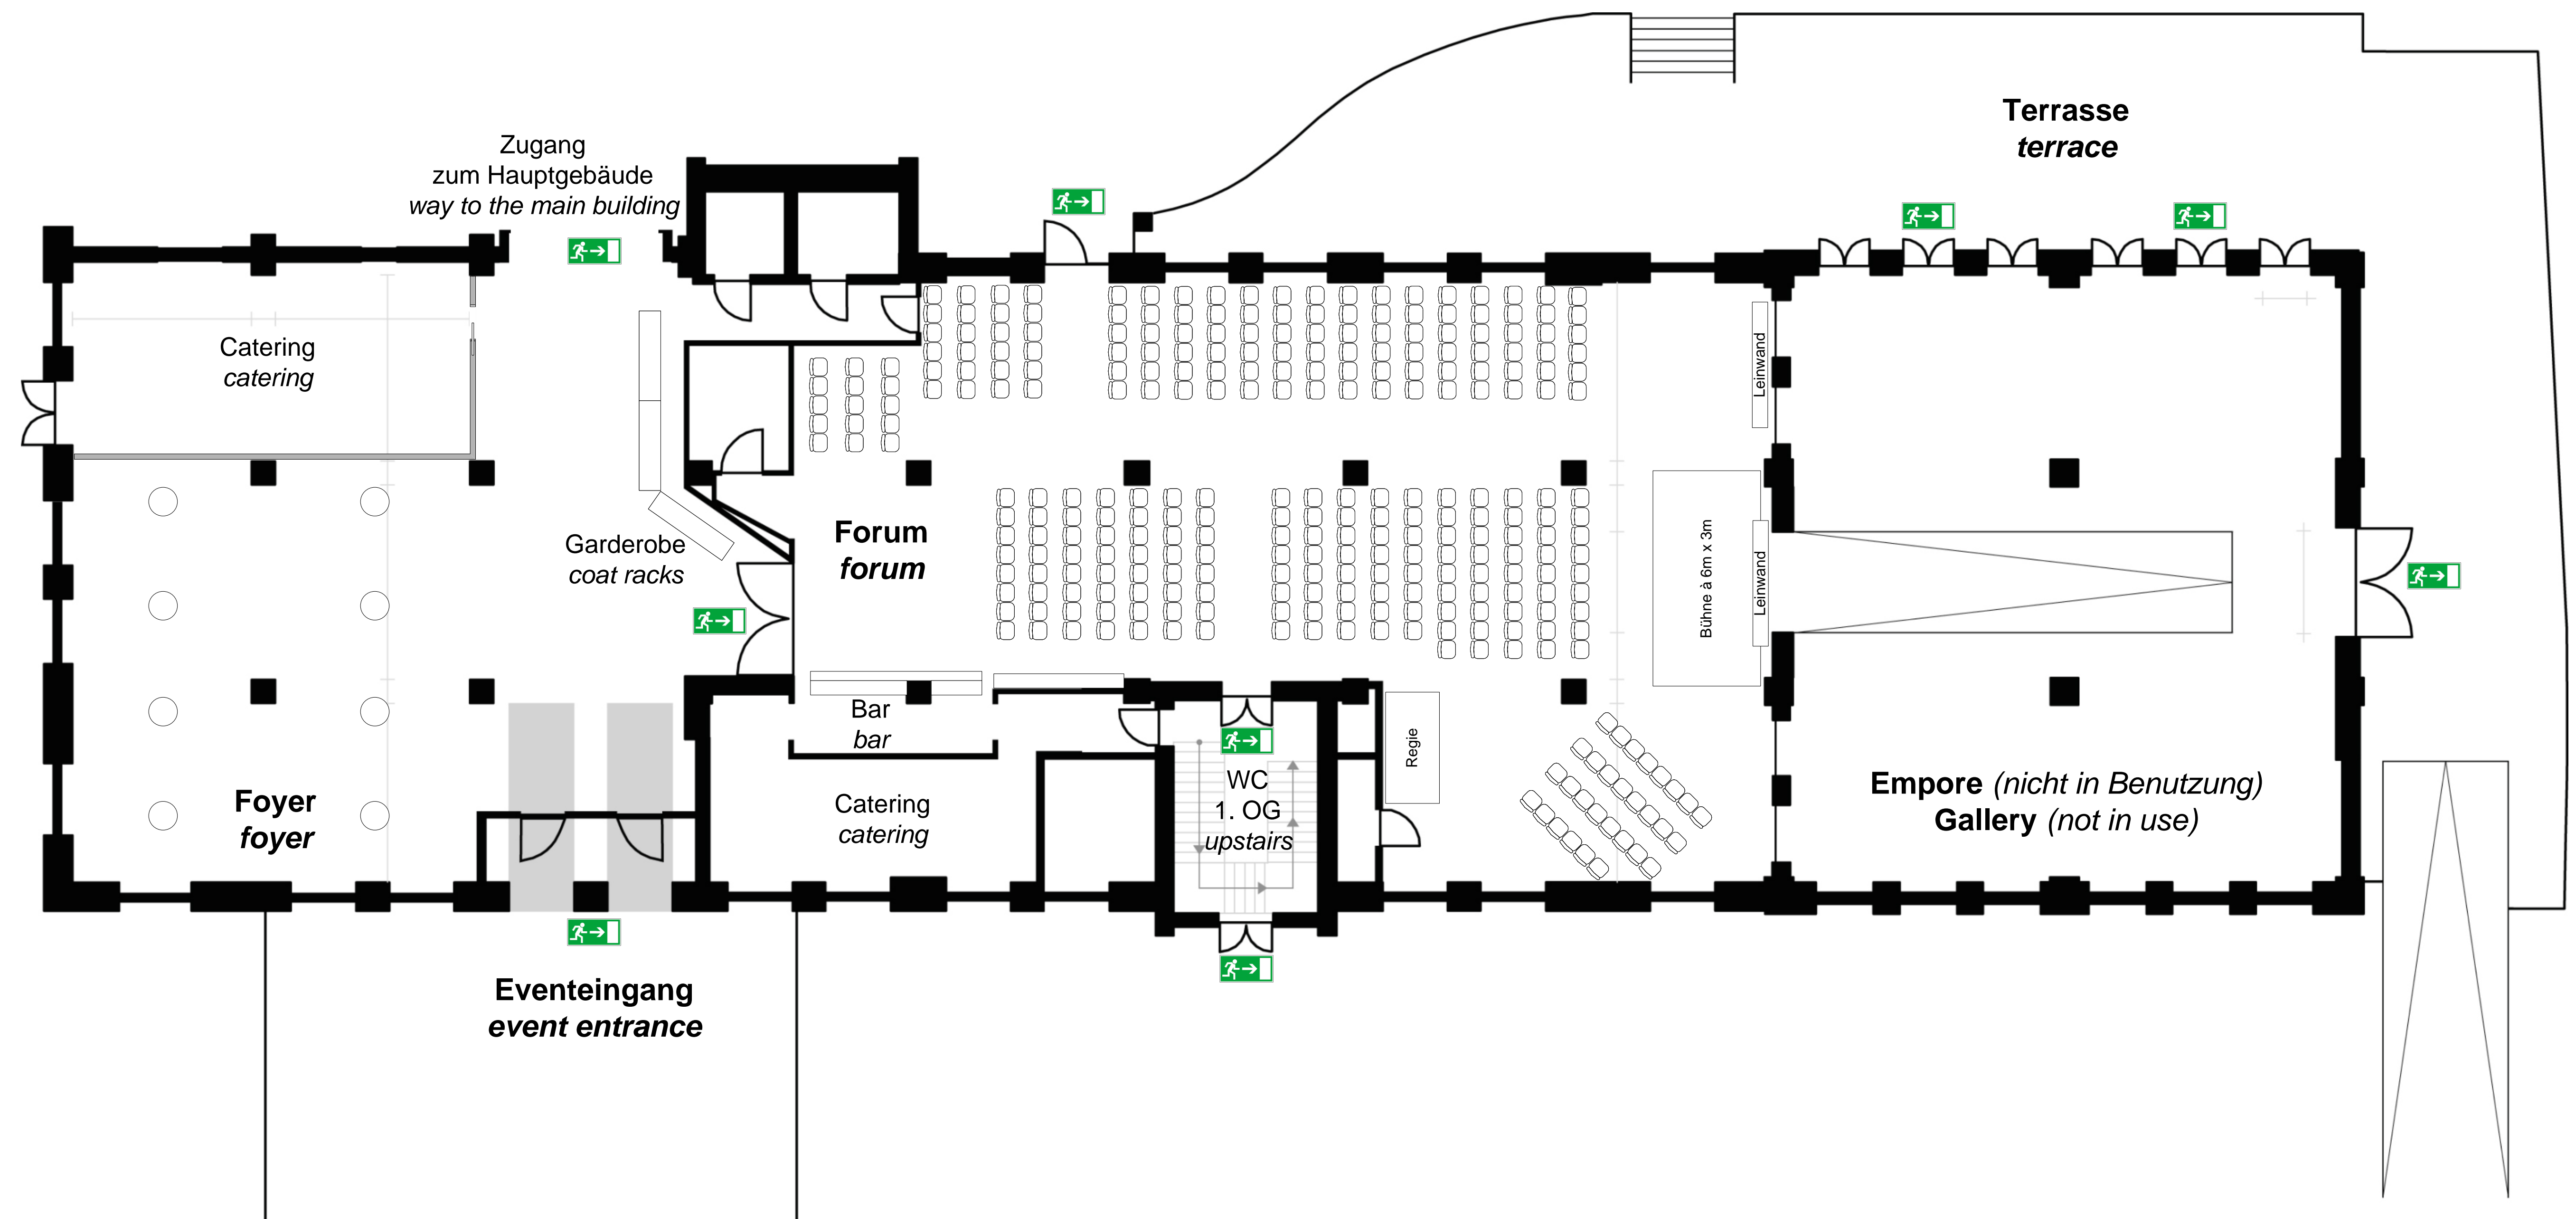 Terrasse
terrace
Zugang
zum Hauptgebäude
way to the main building
Catering
catering
Leinwand
Garderobe
coat racks
Forum
forum
Bühne à 6m x 3m
Leinwand
Bar
bar
Regie
Foyer
foyer
Catering
catering
WC
1. OG
upstairs
Empore (nicht in Benutzung)
Gallery (not in use)
Eventeingang
event entrance